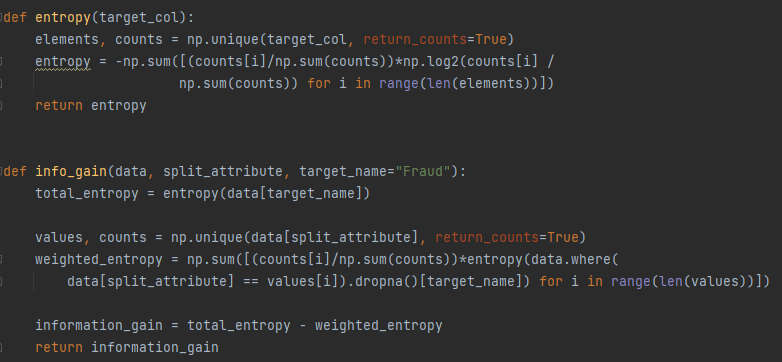 def entropy(target_col):
    elements, counts = np.unique(target_col, return_counts=True)
    entropy = -np.sum([(counts[i]/np.sum(counts))*np.log2(counts[i] /
                      np.sum(counts)) for i in range(len(elements))])
    return entropy
def info_gain(data, split_attribute, target_name="Fraud"):
    total_entropy = entropy(data[target_name])
    values, counts = np.unique(data[split_attribute], return_counts=True)
    weighted_entropy = np.sum([(counts[i]/np.sum(counts))*entropy(data.where(
        data[split_attribute] == values[i]).dropna()[target_name]) for i in range(len(values))])
    information_gain = total_entropy - weighted_entropy
    return information_gain